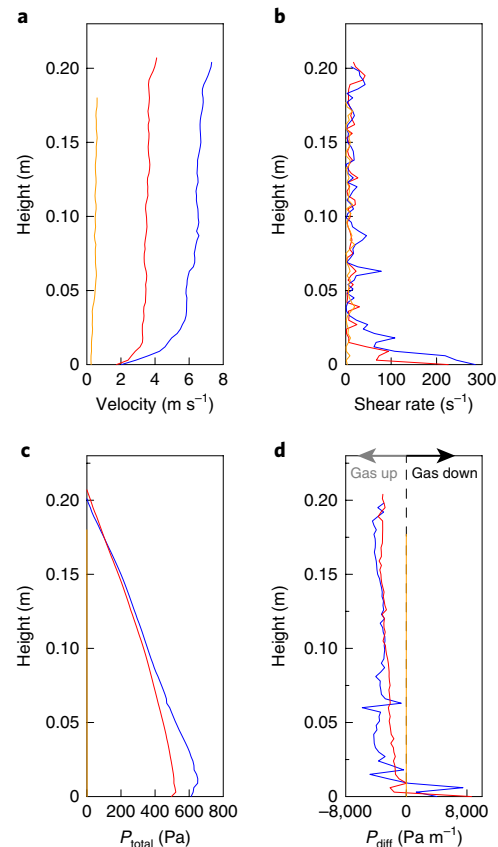 a
0.20
0.15
0.10
0.05
0
Height (m)
0 2 4 6 8
Velocity (m s⁻¹)
b
0.20
0.15
0.10
0.05
0
Height (m)
0 100 200 300
Shear rate (s⁻¹)
c
0.20
0.15
0.10
0.05
0
Height (m)
0 200 400 600 800
P_total (Pa)
d
Gas up Gas down
0.20
0.15
0.10
0.05
0
Height (m)
–8,000 0 8,000
P_diff (Pa m⁻¹)